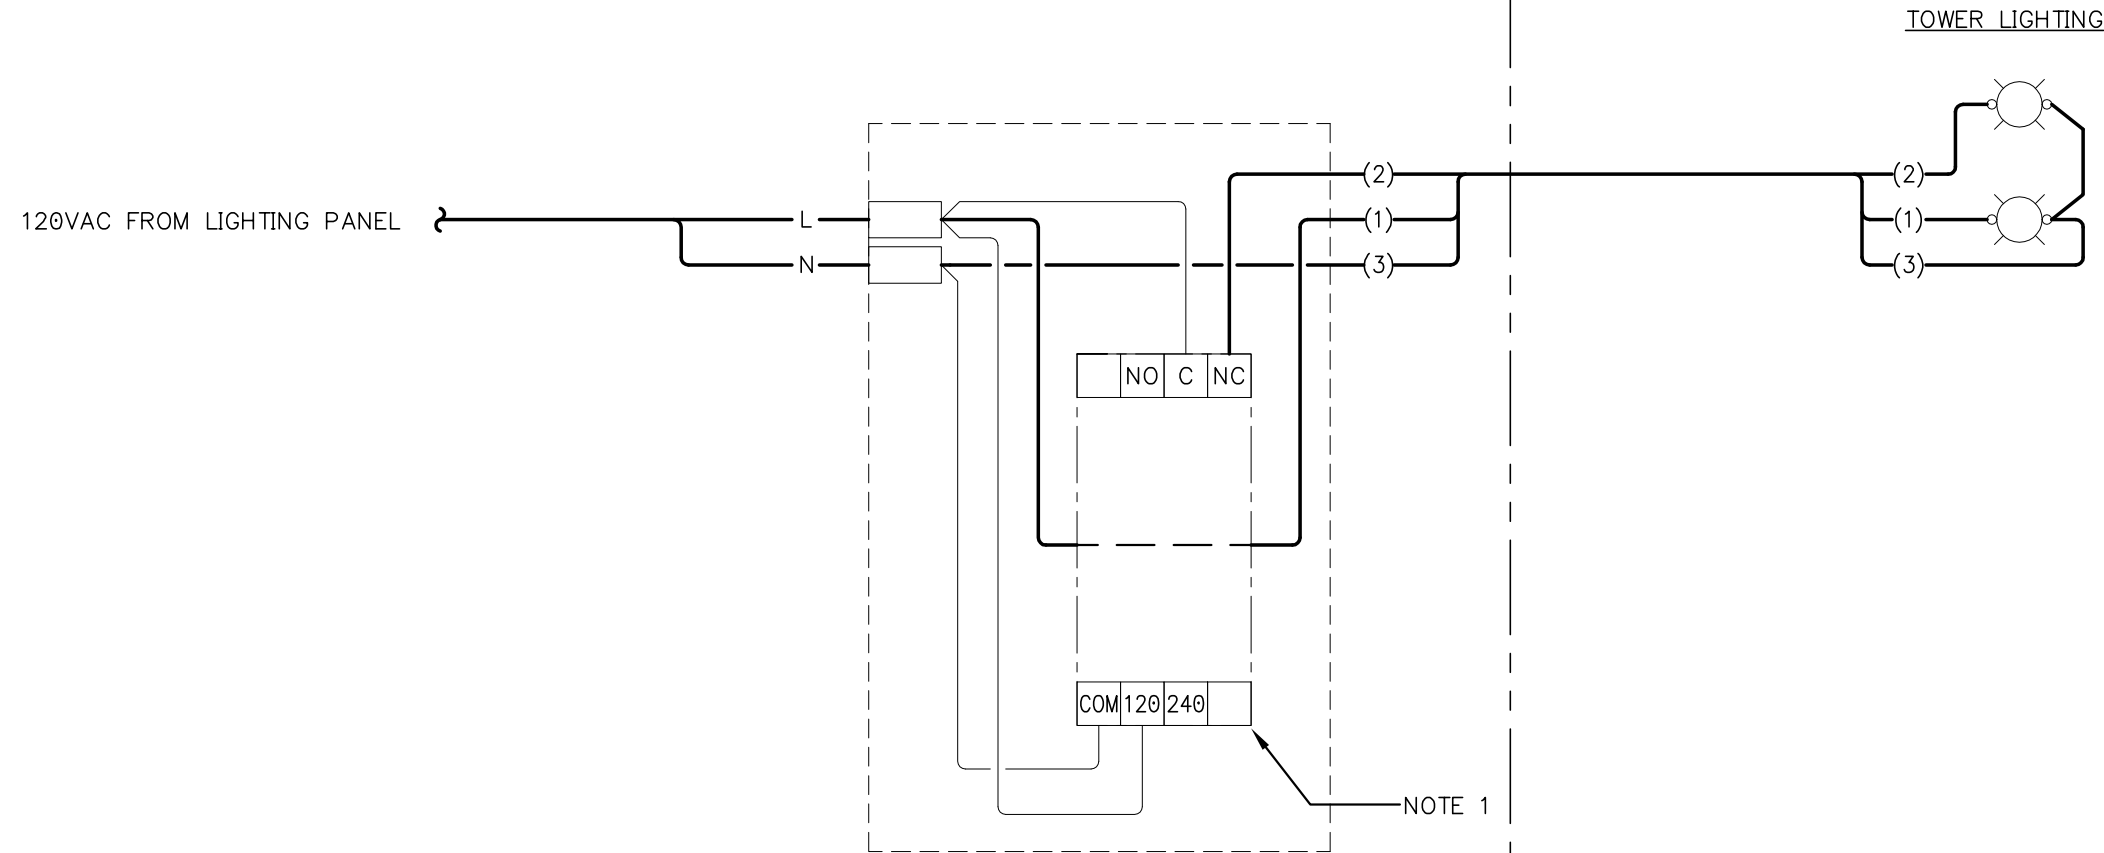 TOWER LIGHTING
(2)
(2)
120VAC FROM LIGHTING PANEL
L
(1)
(1)
N
(3)
(3)
NO C NC
COM 120 240
NOTE 1